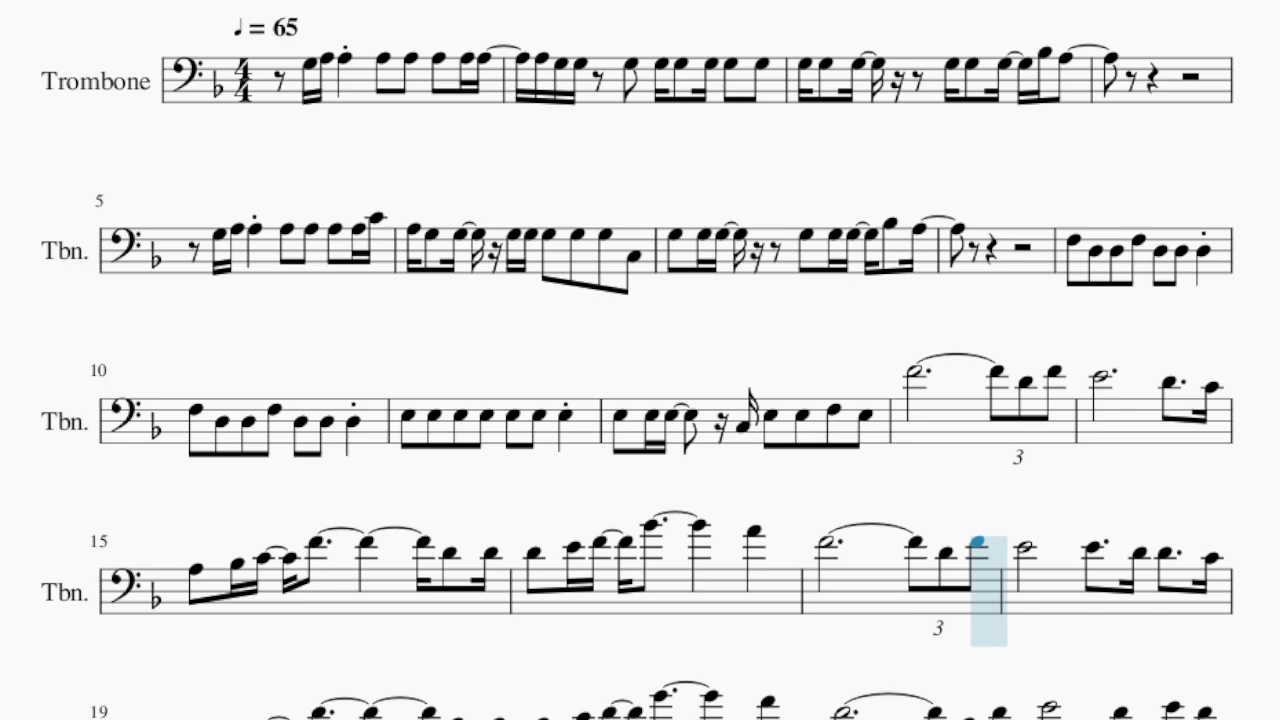 ♩ = 65
Trombone
4
4
5
Tbn.
10
Tbn.
3
15
Tbn.
3
19